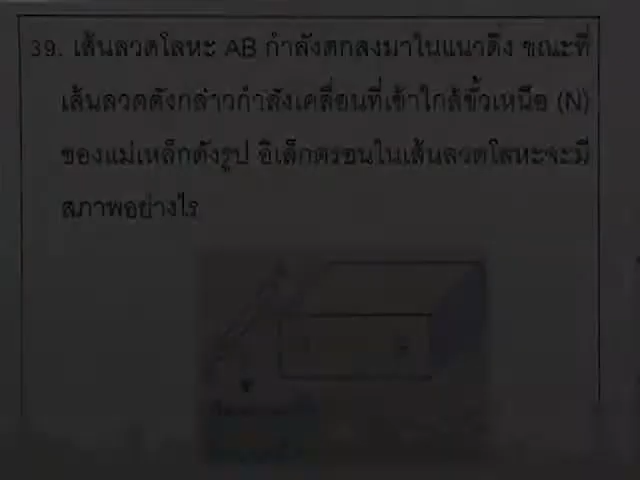 39. เส้นลวดโลหะ AB กำลังตกลงมาในแนวดิ่ง ขณะที่
เส้นลวดดังกล่าวกำลังเคลื่อนที่เข้าใกล้ขั้วเหนือ (N)
ของแม่เหล็กดังรูป อิเล็กตรอนในเส้นลวดโลหะจะมี
สภาพอย่างไร